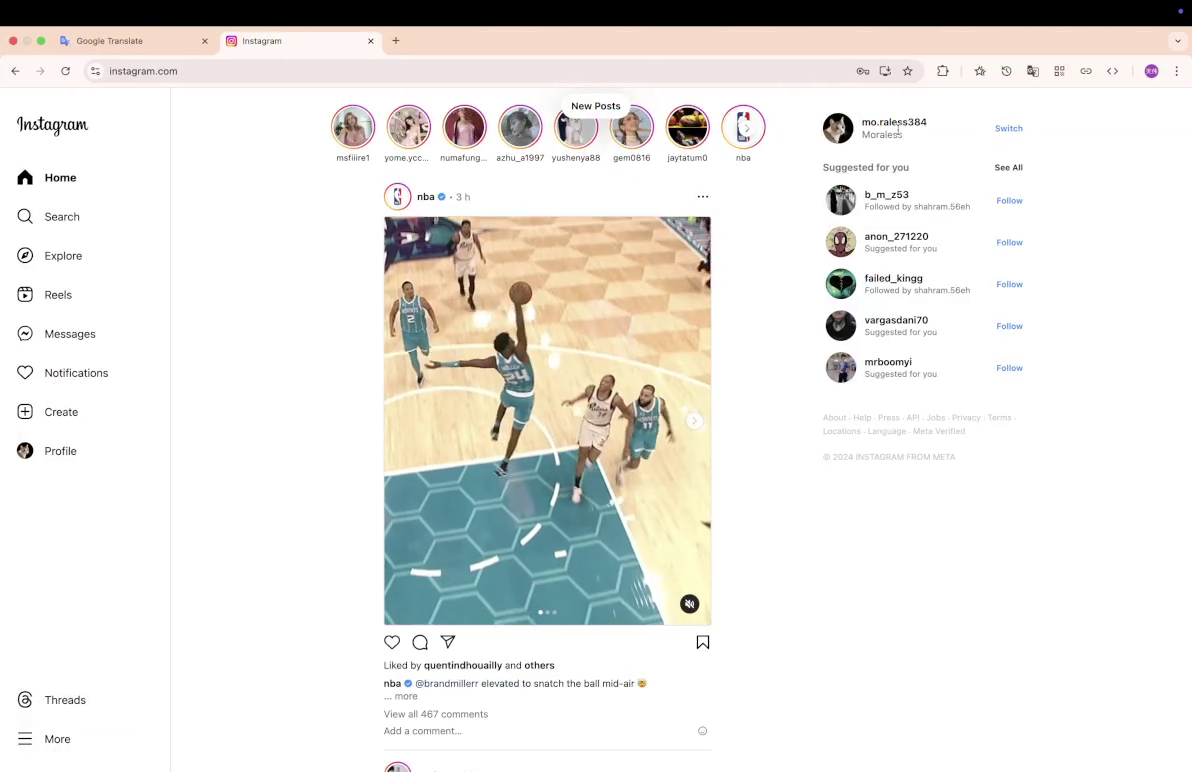 Google Translate
Instagram
instagram.com
Instagram
Home
Search
Explore
Reels
Messages
Notifications
Create
Profile
Threads
More
New Posts
msfiiire1
yome.ycc...
numafung...
azhu_a1997
yushenya88
gem0816
jaytatum0
nba
nba • 3 h
Liked by quentindhouailly and others
nba @brandmillerr elevated to snatch the ball mid-air 🤯
... more
View all 467 comments
Add a comment...
mo.raless384
Moraless
Switch
Suggested for you
See All
b_m_z53
Followed by shahram.56eh
Follow
anon_271220
Suggested for you
Follow
failed_kingg
Followed by shahram.56eh
Follow
vargasdani70
Suggested for you
Follow
mrboomyi
Suggested for you
Follow
About · Help · Press · API · Jobs · Privacy · Terms ·
Locations · Language · Meta Verified
© 2024 INSTAGRAM FROM META